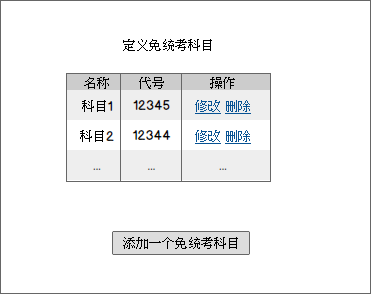 定义免统考科目
名称 代号 操作
科目1 12345 修改 删除
科目2 12344 修改 删除
... ... ...
添加一个免统考科目